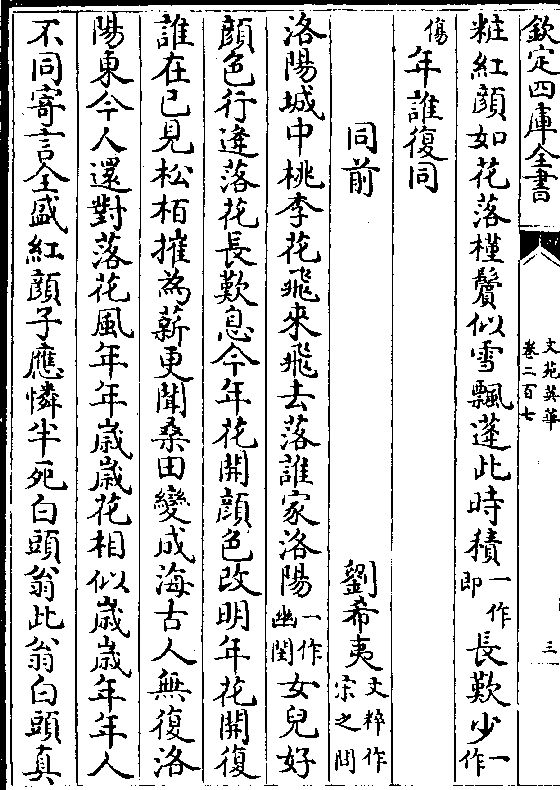 欽定四庫全書
文苑英華
卷二百七
三
粧紅顔如花落槿鬢似雪飄蓬此時積一作即長歎少一作
傷年誰復同
同前 劉希夷文粹作宋之問
洛陽城中桃李花飛來飛去落誰家洛陽一作幽閨女兒好
顔色行逢落花長歎息今年花開顔色改明年花開復
誰在已見松栢摧為薪更聞桑田變成海古人無復洛
陽東今人還對落花風年年歲歲花相似歲歲年年人
不同寄言全盛紅顔子應憐半死白頭翁此翁白頭真